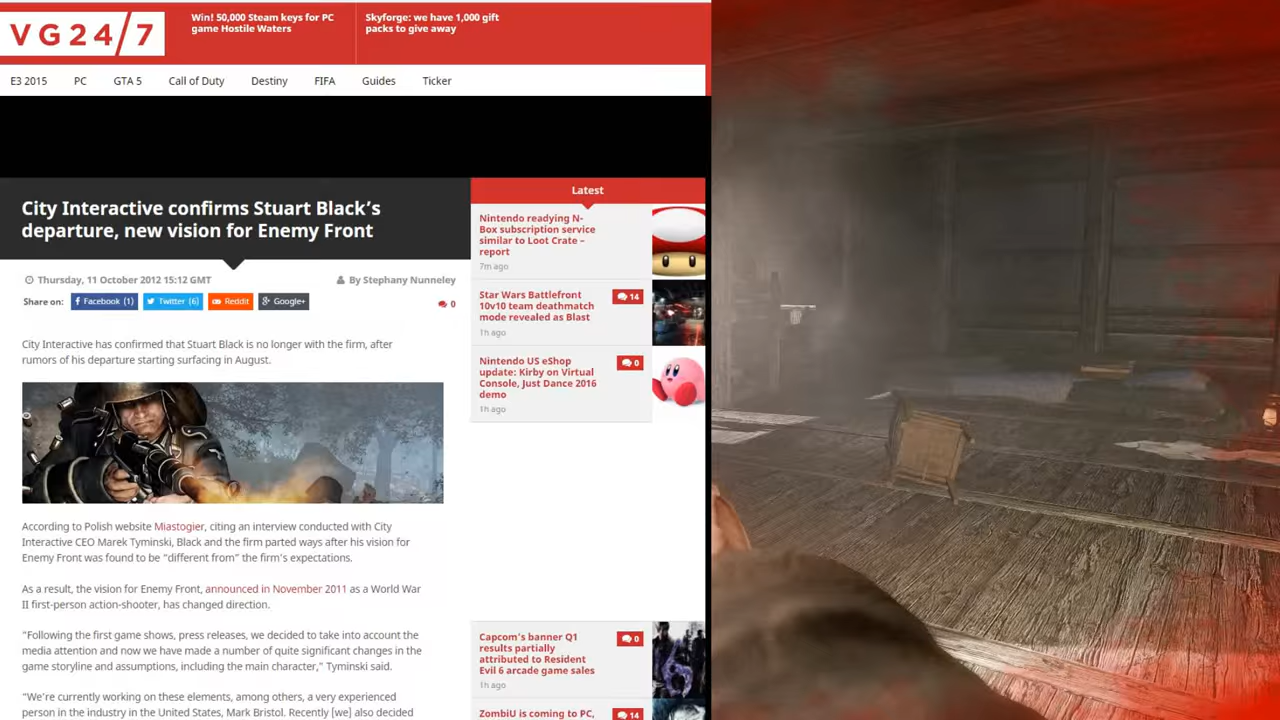 VG24/7
Win! 50,000 Steam keys for PC
game Hostile Waters
Skyforge: we have 1,000 gift
packs to give away
E3 2015 PC GTA 5 Call of Duty Destiny FIFA Guides Ticker
City Interactive confirms Stuart Black’s
departure, new vision for Enemy Front
Thursday, 11 October 2012 15:12 GMT
By Stephany Nunneley
Share on: Facebook (1) Twitter (6) Reddit Google+
0
City Interactive has confirmed that Stuart Black is no longer with the firm, after
rumors of his departure starting surfacing in August.
According to Polish website Miastogier, citing an interview conducted with City
Interactive CEO Marek Tyminski, Black and the firm parted ways after his vision for
Enemy Front was found to be “different from” the firm’s expectations.
As a result, the vision for Enemy Front, announced in November 2011 as a World War
II first-person action-shooter, has changed direction.
“Following the first game shows, press releases, we decided to take into account the
media attention and now we have made a number of quite significant changes in the
game storyline and assumptions, including the main character,” Tyminski said.
“We’re currently working on these elements, among others, a very experienced
person in the industry in the United States, Mark Bristol. Recently [we] also decided
Latest
Nintendo readying N-
Box subscription service
similar to Loot Crate –
report
7m ago
Star Wars Battlefront
10v10 team deathmatch
mode revealed as Blast
14
1h ago
Nintendo US eShop
update: Kirby on Virtual
Console, Just Dance 2016
demo
0
1h ago
Capcom’s banner Q1
results partially
attributed to Resident
Evil 6 arcade game sales
0
1h ago
ZombiU is coming to PC,
14